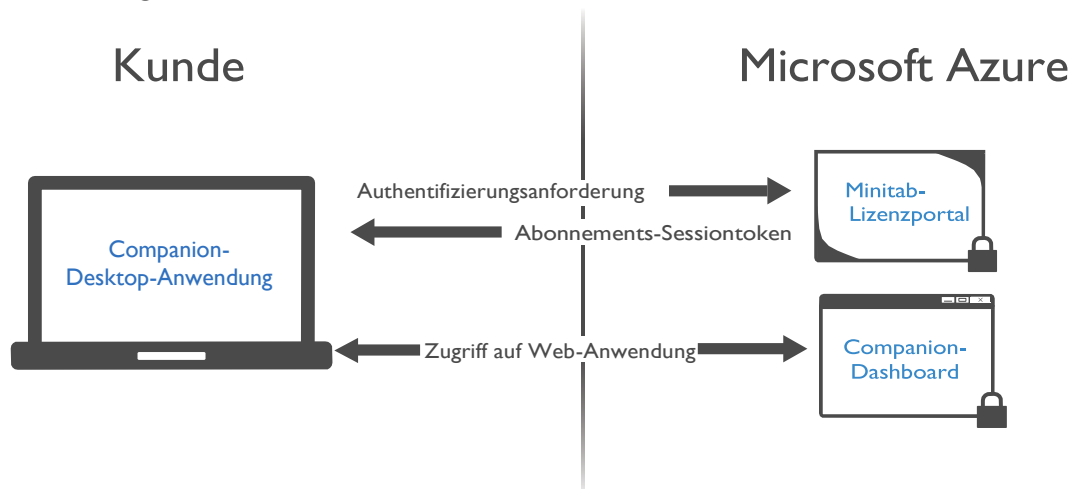 Kunde
Microsoft Azure
Authentifizierungsanforderung
Minitab-
Lizenzportal
Abonnements-Sessiontoken
Companion-
Desktop-Anwendung
Zugriff auf Web-Anwendung
Companion-
Dashboard